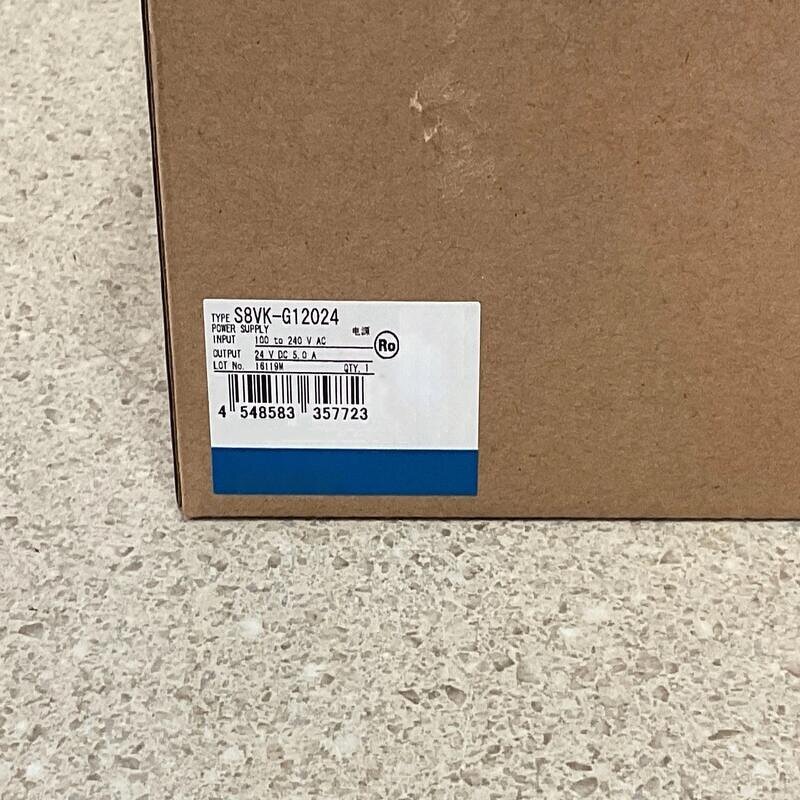 TYPE S8VK-G12024
POWER SUPPLY 电源
INPUT 100 to 240 V AC
OUTPUT 24 V DC 5.0 A
Ro
LOT No. 16119M QTY. 1
4 548583 357723